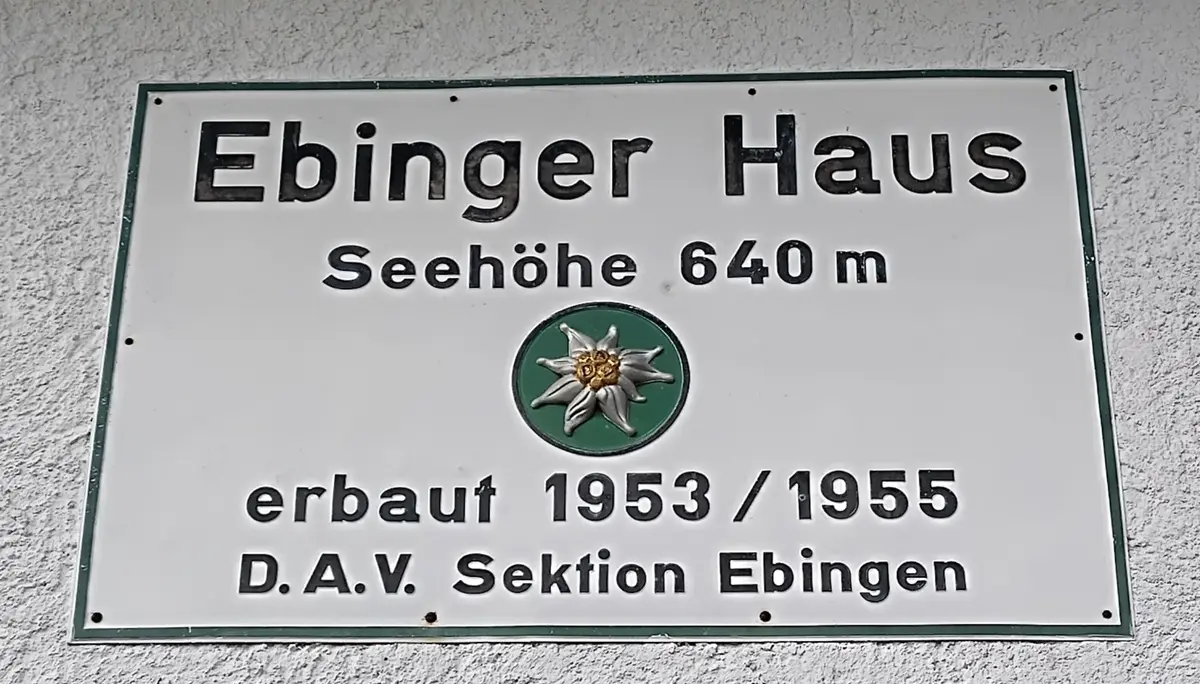 Ebinger Haus
Seehöhe 640 m
erbaut 1953 / 1955
D.A.V. Sektion Ebingen